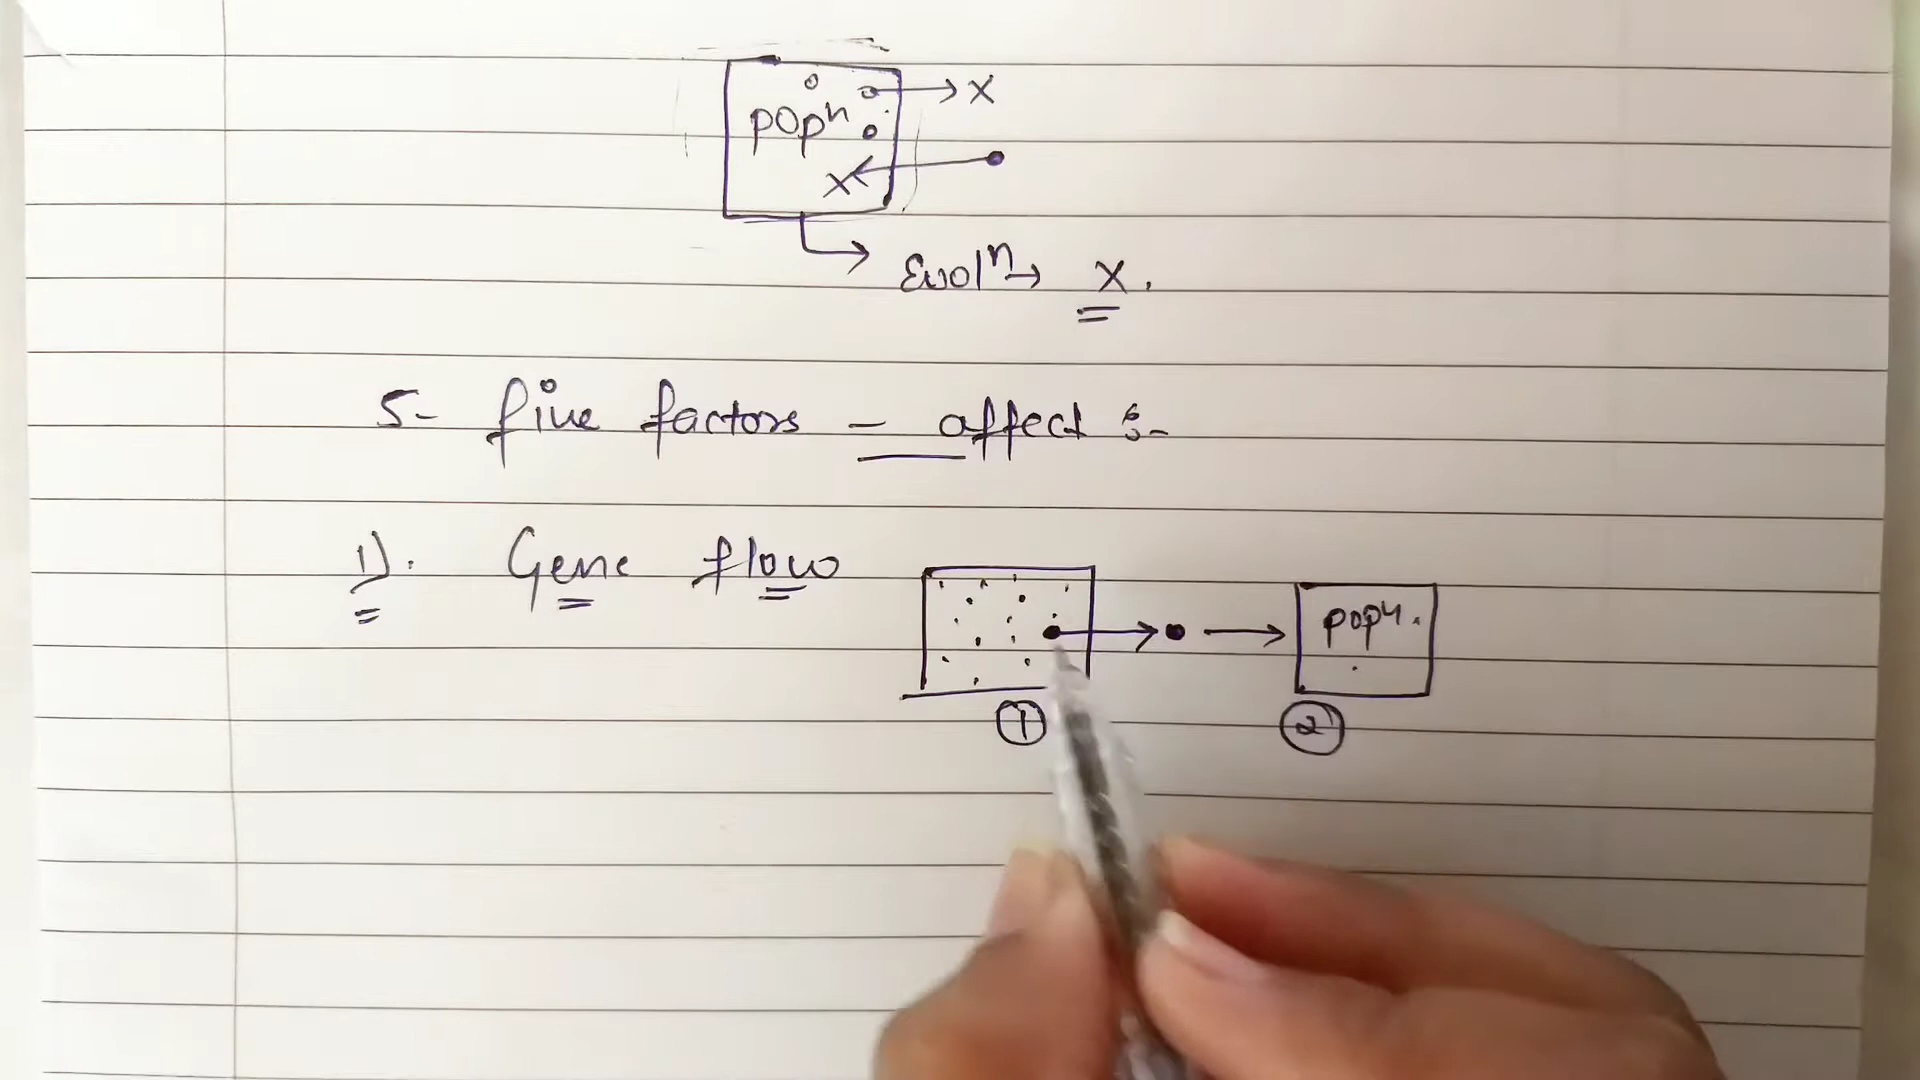 popⁿ
X
X
Evolⁿ→ X.
5- five factors - affect :-
1). Gene flow
popⁿ.
1 2